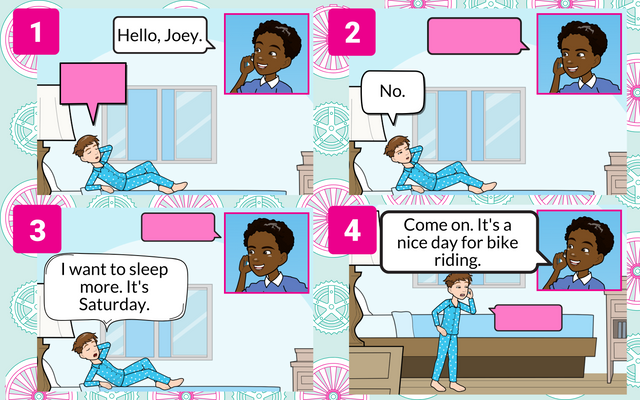 1
Hello, Joey.
2
No.
3
I want to sleep
more. It's
Saturday.
4
Come on. It's a
nice day for bike
riding.